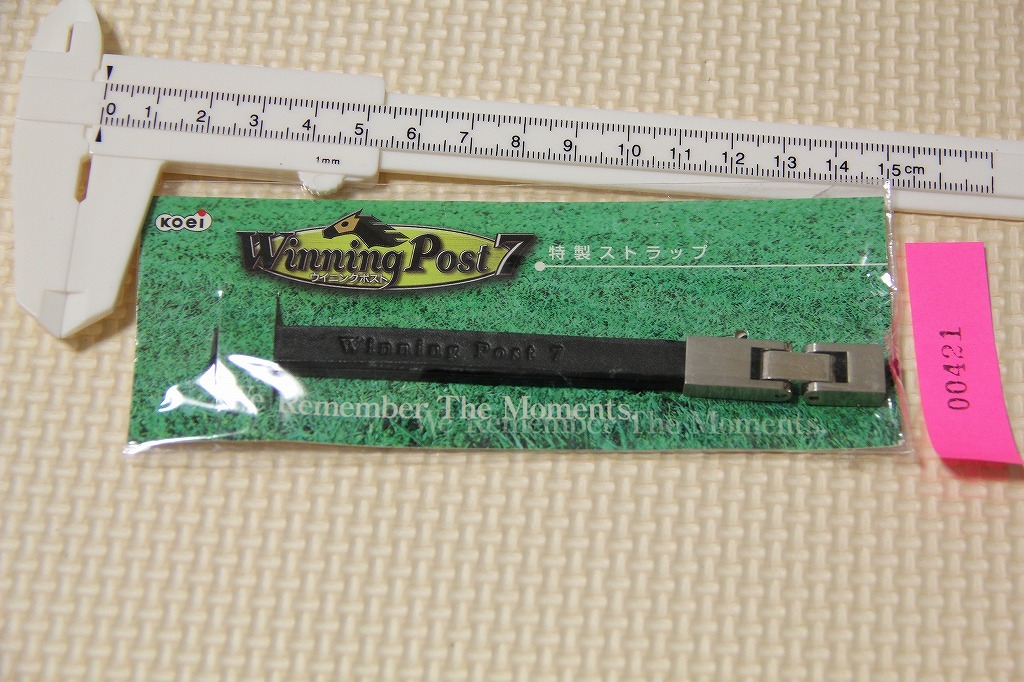 0 1 2 3 4 5 6 7 8 9 10 11 12 13 14 15cm
1mm
KOEI
Winning Post 7
ウイニングポスト
特製ストラップ
Winning Post 7
We Remember The Moments.
We Remember The Moments.
00421